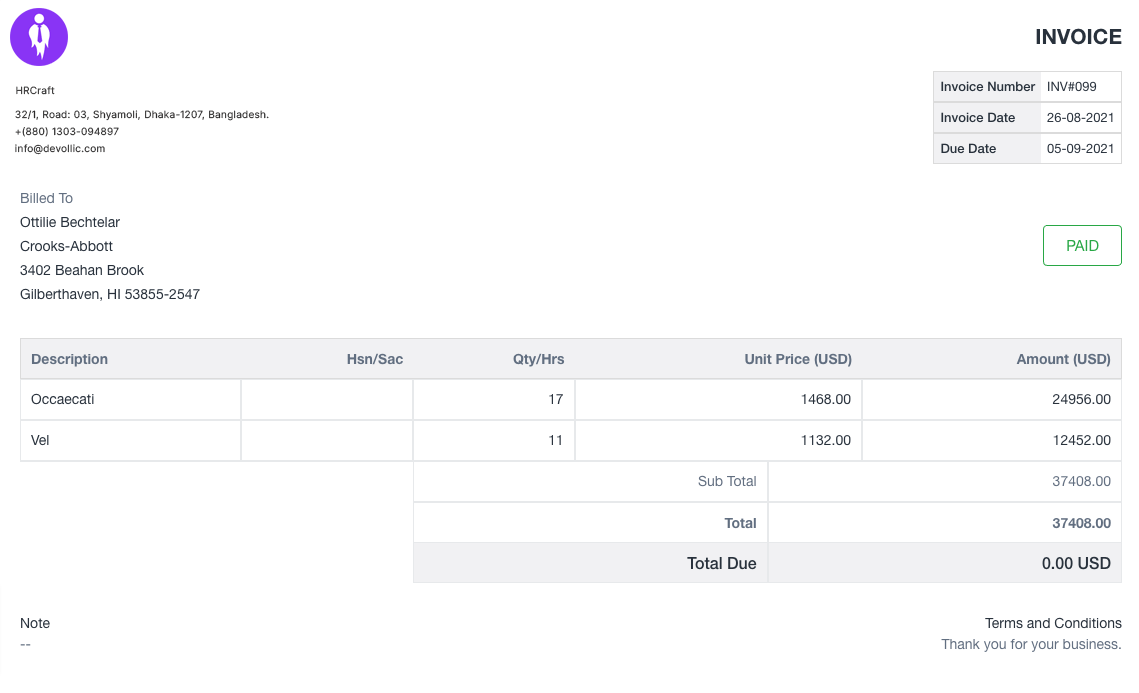 INVOICE
HRCraft
32/1, Road: 03, Shyamoli, Dhaka-1207, Bangladesh.
+(880) 1303-094897
info@devollic.com
Invoice Number INV#099
Invoice Date 26-08-2021
Due Date 05-09-2021
Billed To
Ottilie Bechtelar
Crooks-Abbott
3402 Beahan Brook
Gilberthaven, HI 53855-2547
PAID
Description Hsn/Sac Qty/Hrs Unit Price (USD) Amount (USD)
Occaecati 17 1468.00 24956.00
Vel 11 1132.00 12452.00
Sub Total 37408.00
Total 37408.00
Total Due 0.00 USD
Note
--
Terms and Conditions
Thank you for your business.